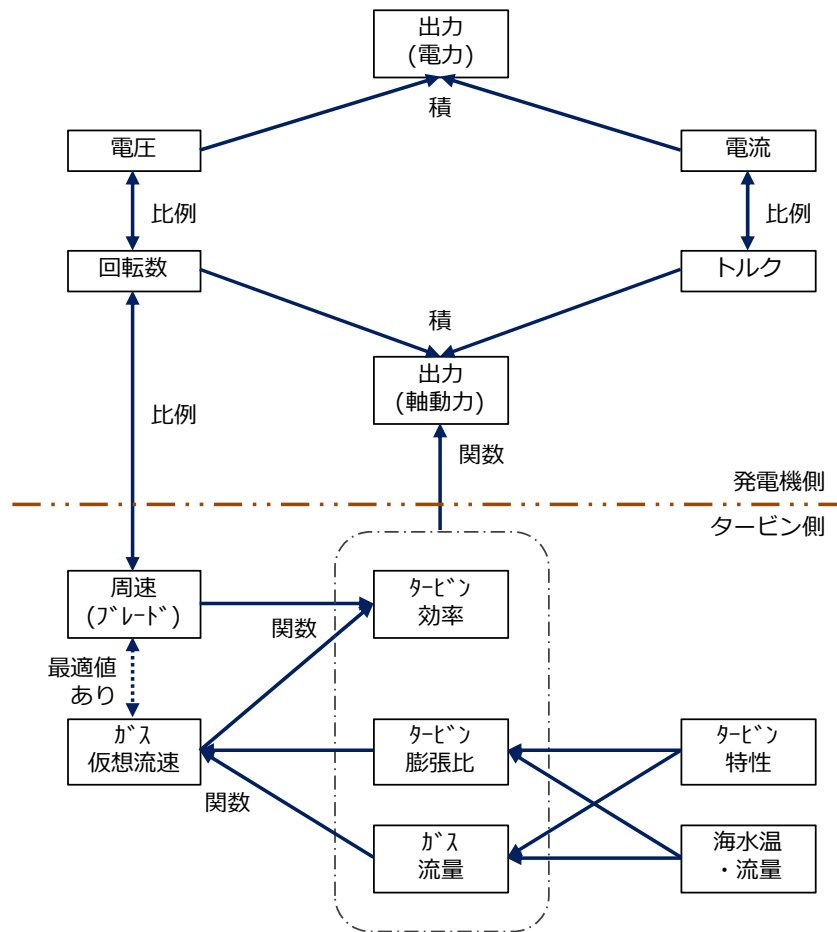 出力
(電力)
積
電圧
電流
比例
比例
回転数
トルク
積
出力
(軸動力)
比例
関数
発電機側
タービン側
周速
(ﾌﾞﾚｰﾄﾞ)
ﾀｰﾋﾞﾝ
効率
関数
最適値
あり
ｶﾞｽ
仮想流速
ﾀｰﾋﾞﾝ
膨張比
ﾀｰﾋﾞﾝ
特性
関数
ｶﾞｽ
流量
海水温
・流量